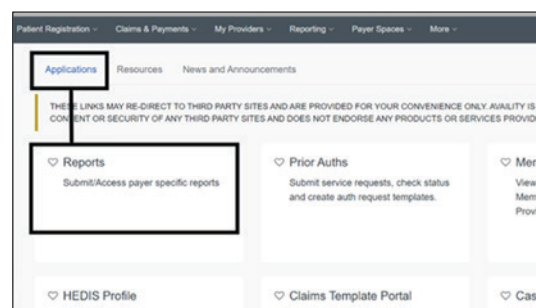 Patient Registration Claims & Payments My Providers Reporting Payer Spaces More
Applications Resources News and Announcements
THESE LINKS MAY RE-DIRECT TO THIRD PARTY SITES AND ARE PROVIDED FOR YOUR CONVENIENCE ONLY. AVAILITY IS
CONTENT OR SECURITY OF ANY THIRD PARTY SITES AND DOES NOT ENDORSE ANY PRODUCTS OR SERVICES PROVID
Reports
Submit/Access payer specific reports
Prior Auths
Submit service requests, check status
and create auth request templates.
Mer
View
Mem
Provi
HEDIS Profile
Claims Template Portal
Cas